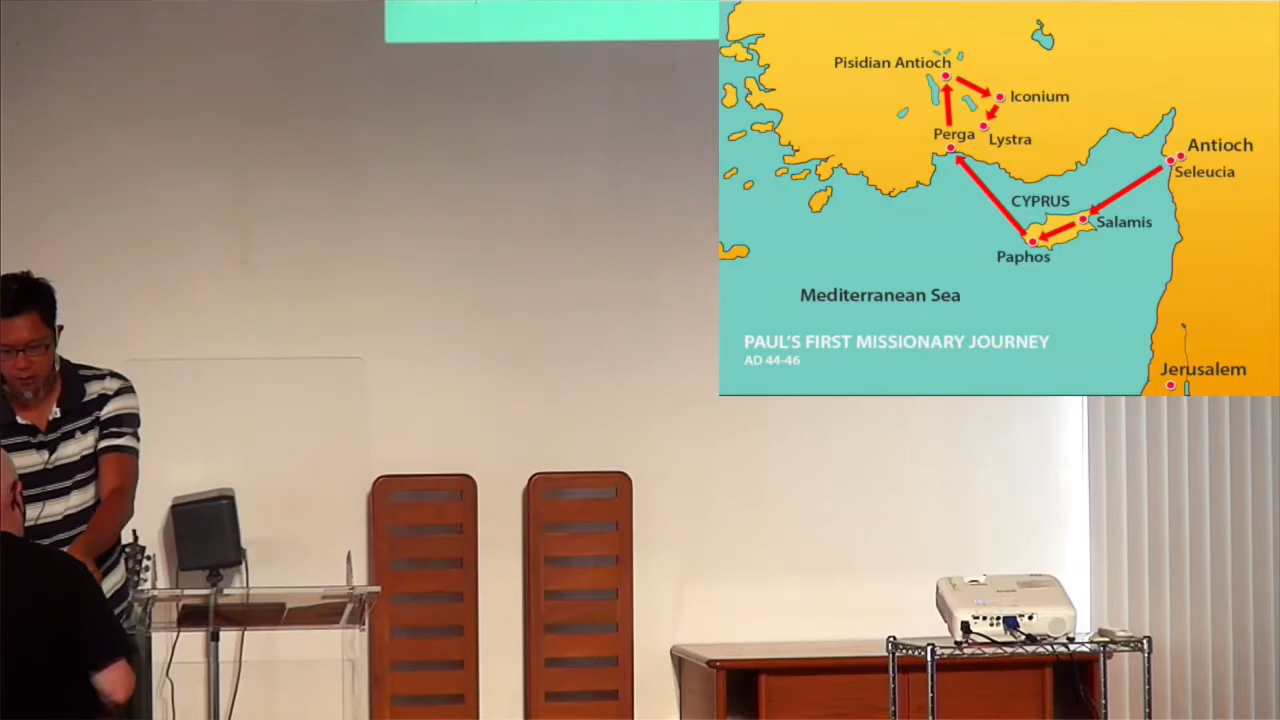 Pisidian Antioch
Iconium
Perga
Lystra
Antioch
Seleucia
CYPRUS
Salamis
Paphos
Mediterranean Sea
PAUL'S FIRST MISSIONARY JOURNEY
AD 44-46
Jerusalem